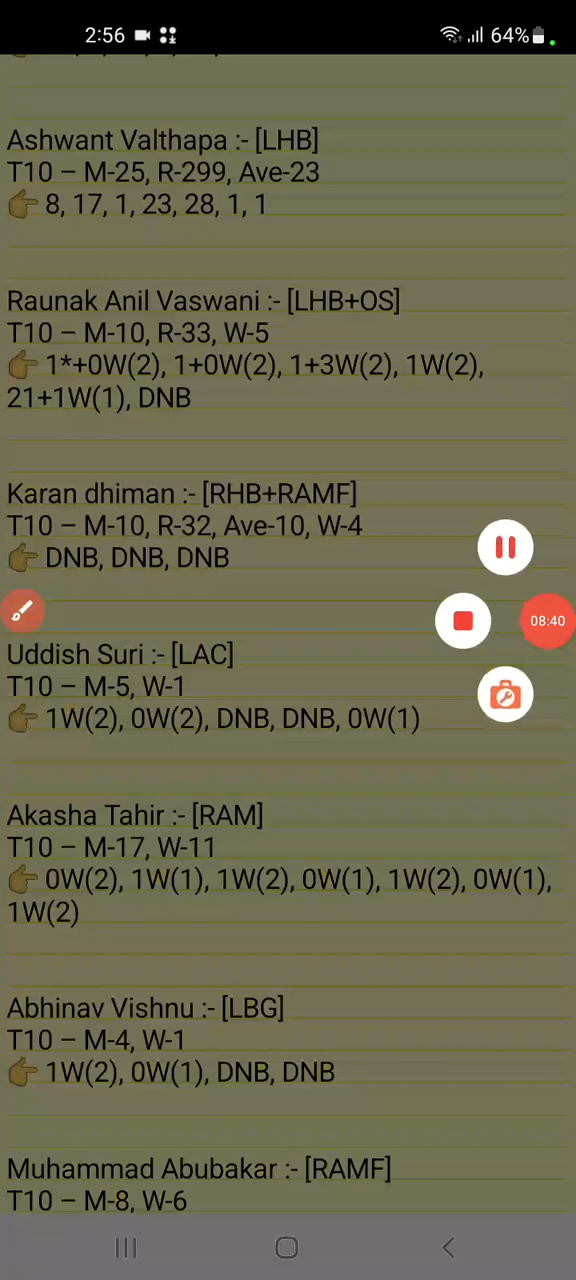 2:56
64%
Ashwant Valthapa :- [LHB]
T10 – M-25, R-299, Ave-23
👉 8, 17, 1, 23, 28, 1, 1
Raunak Anil Vaswani :- [LHB+OS]
T10 – M-10, R-33, W-5
👉 1*+0W(2), 1+0W(2), 1+3W(2), 1W(2),
21+1W(1), DNB
Karan dhiman :- [RHB+RAMF]
T10 – M-10, R-32, Ave-10, W-4
👉 DNB, DNB, DNB
08:40
Uddish Suri :- [LAC]
T10 – M-5, W-1
👉 1W(2), 0W(2), DNB, DNB, 0W(1)
Akasha Tahir :- [RAM]
T10 – M-17, W-11
👉 0W(2), 1W(1), 1W(2), 0W(1), 1W(2), 0W(1),
1W(2)
Abhinav Vishnu :- [LBG]
T10 – M-4, W-1
👉 1W(2), 0W(1), DNB, DNB
Muhammad Abubakar :- [RAMF]
T10 – M-8, W-6